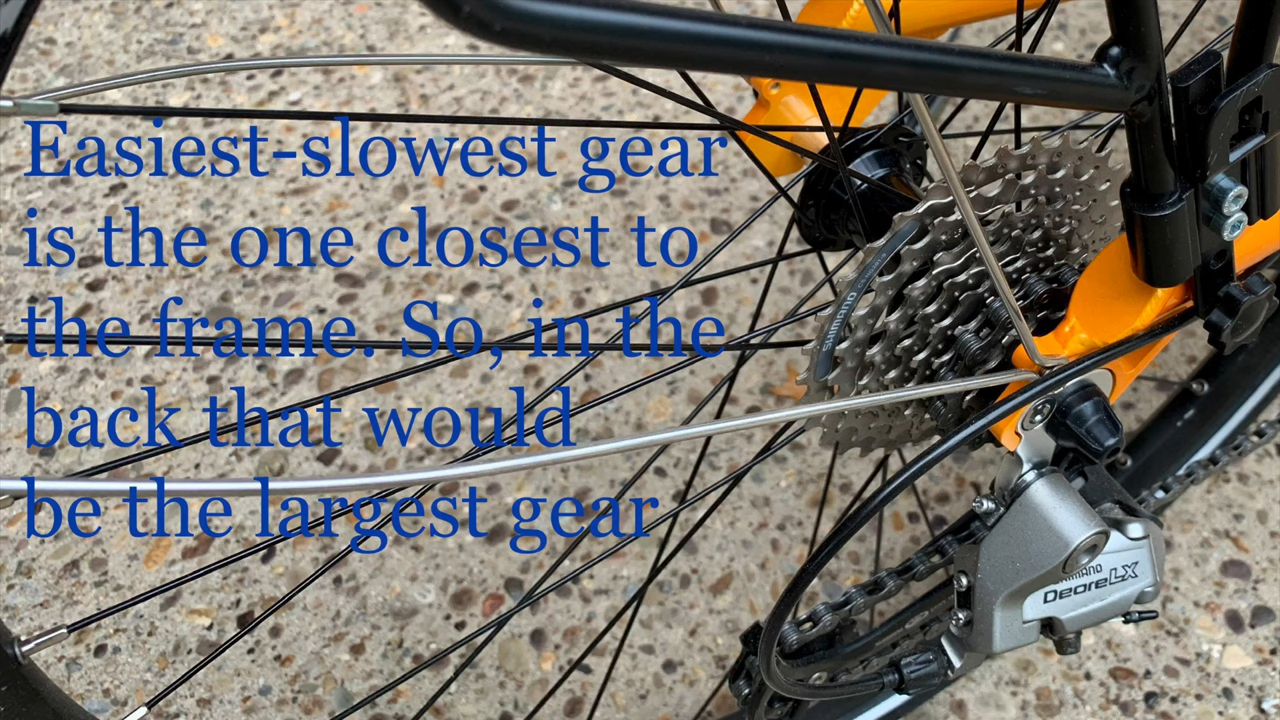 Easiest-slowest gear
is the one closest to
the frame. So, in the
back that would
be the largest gear
SHIMANO
SHIMANO
Deore LX